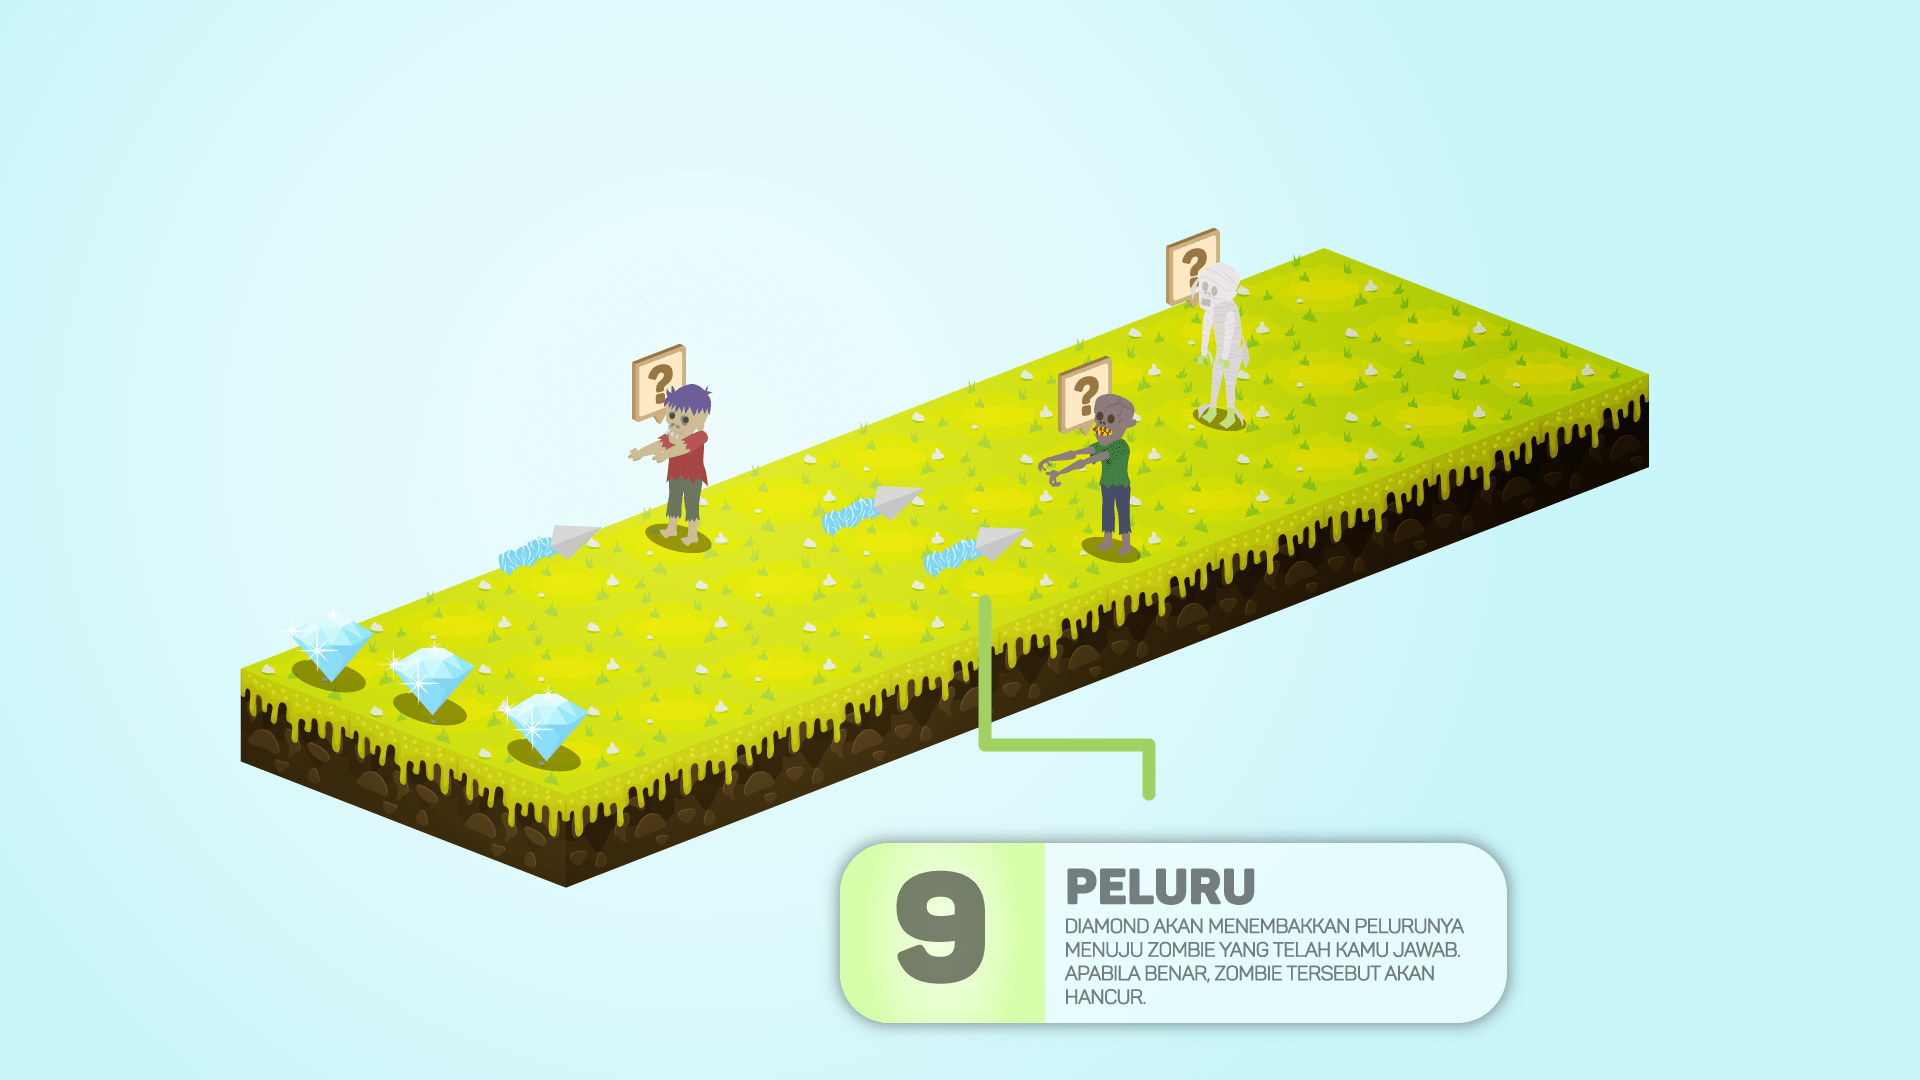 ?
?
?
9
PELURU
DIAMOND AKAN MENEMBAKKAN PELURUNYA
MENUJU ZOMBIE YANG TELAH KAMU JAWAB.
APABILA BENAR, ZOMBIE TERSEBUT AKAN
HANCUR.